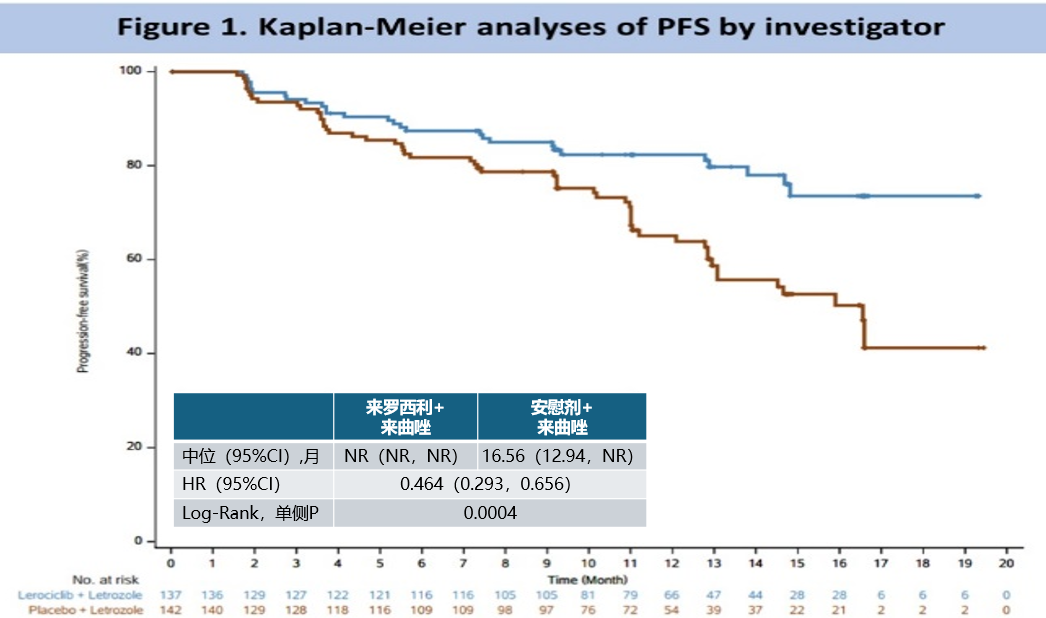 Figure 1. Kaplan-Meier analyses of PFS by investigator
Progression-free survival(%)
100
80
60
40
20
0
来罗西利+
来曲唑
安慰剂+
来曲唑
中位（95%CI）,月 NR（NR，NR） 16.56（12.94，NR）
HR（95%CI） 0.464（0.293，0.656）
Log-Rank，单侧P 0.0004
0 1 2 3 4 5 6 7 8 9 10 11 12 13 14 15 16 17 18 19 20
No. at risk Time (Month)
Lerociclib + Letrozole 137 136 129 128 122 121 116 116 105 105 81 79 66 47 44 28 28 6 6 6 0
Placebo + Letrozole 142 140 129 127 118 116 109 109 98 97 76 72 54 39 37 22 21 2 2 2 0